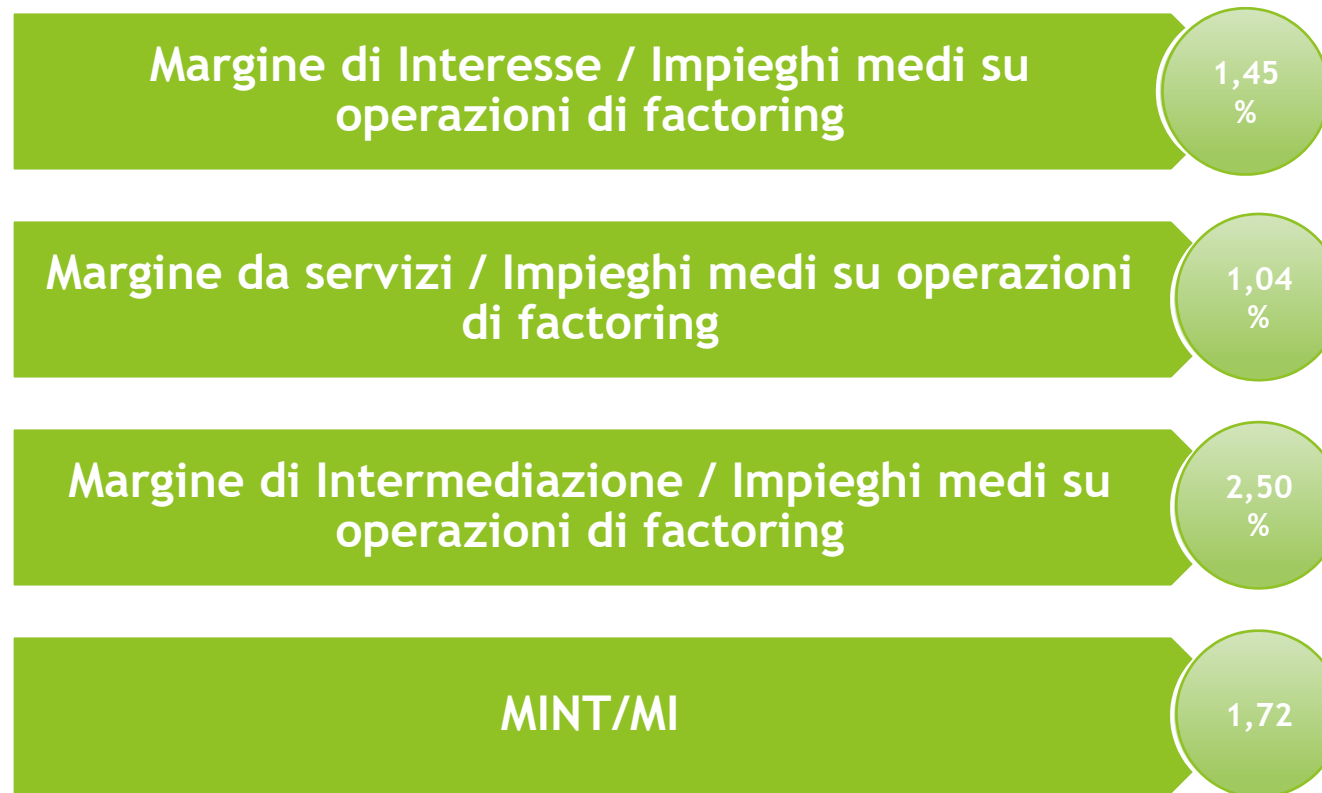 Margine di Interesse / Impieghi medi su
operazioni di factoring
1,45
%
Margine da servizi / Impieghi medi su operazioni
di factoring
1,04
%
Margine di Intermediazione / Impieghi medi su
operazioni di factoring
2,50
%
MINT/MI
1,72